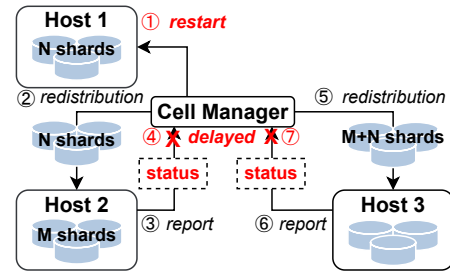 Host 1
① restart
N shards
② redistribution
⑤ redistribution
Cell Manager
N shards
④ delayed ⑦
M+N shards
status
status
Host 2
③ report
⑥ report
Host 3
M shards